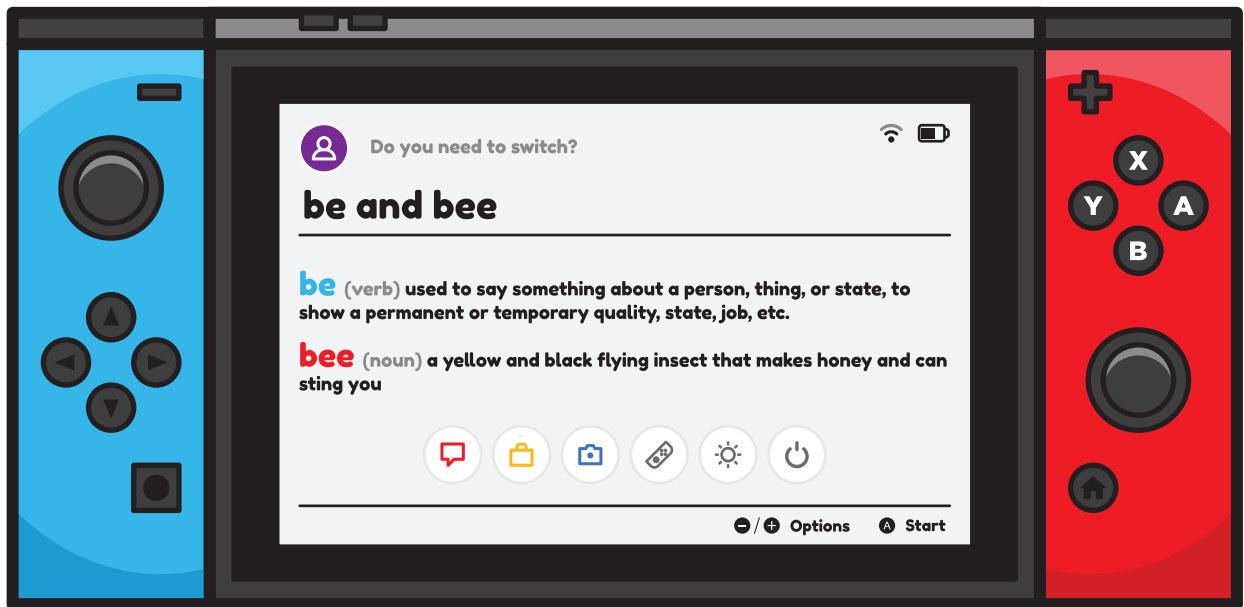 Do you need to switch?
be and bee
be (verb) used to say something about a person, thing, or state, to
show a permanent or temporary quality, state, job, etc.
bee (noun) a yellow and black flying insect that makes honey and can
sting you
-/+ Options A Start
X
Y A
B